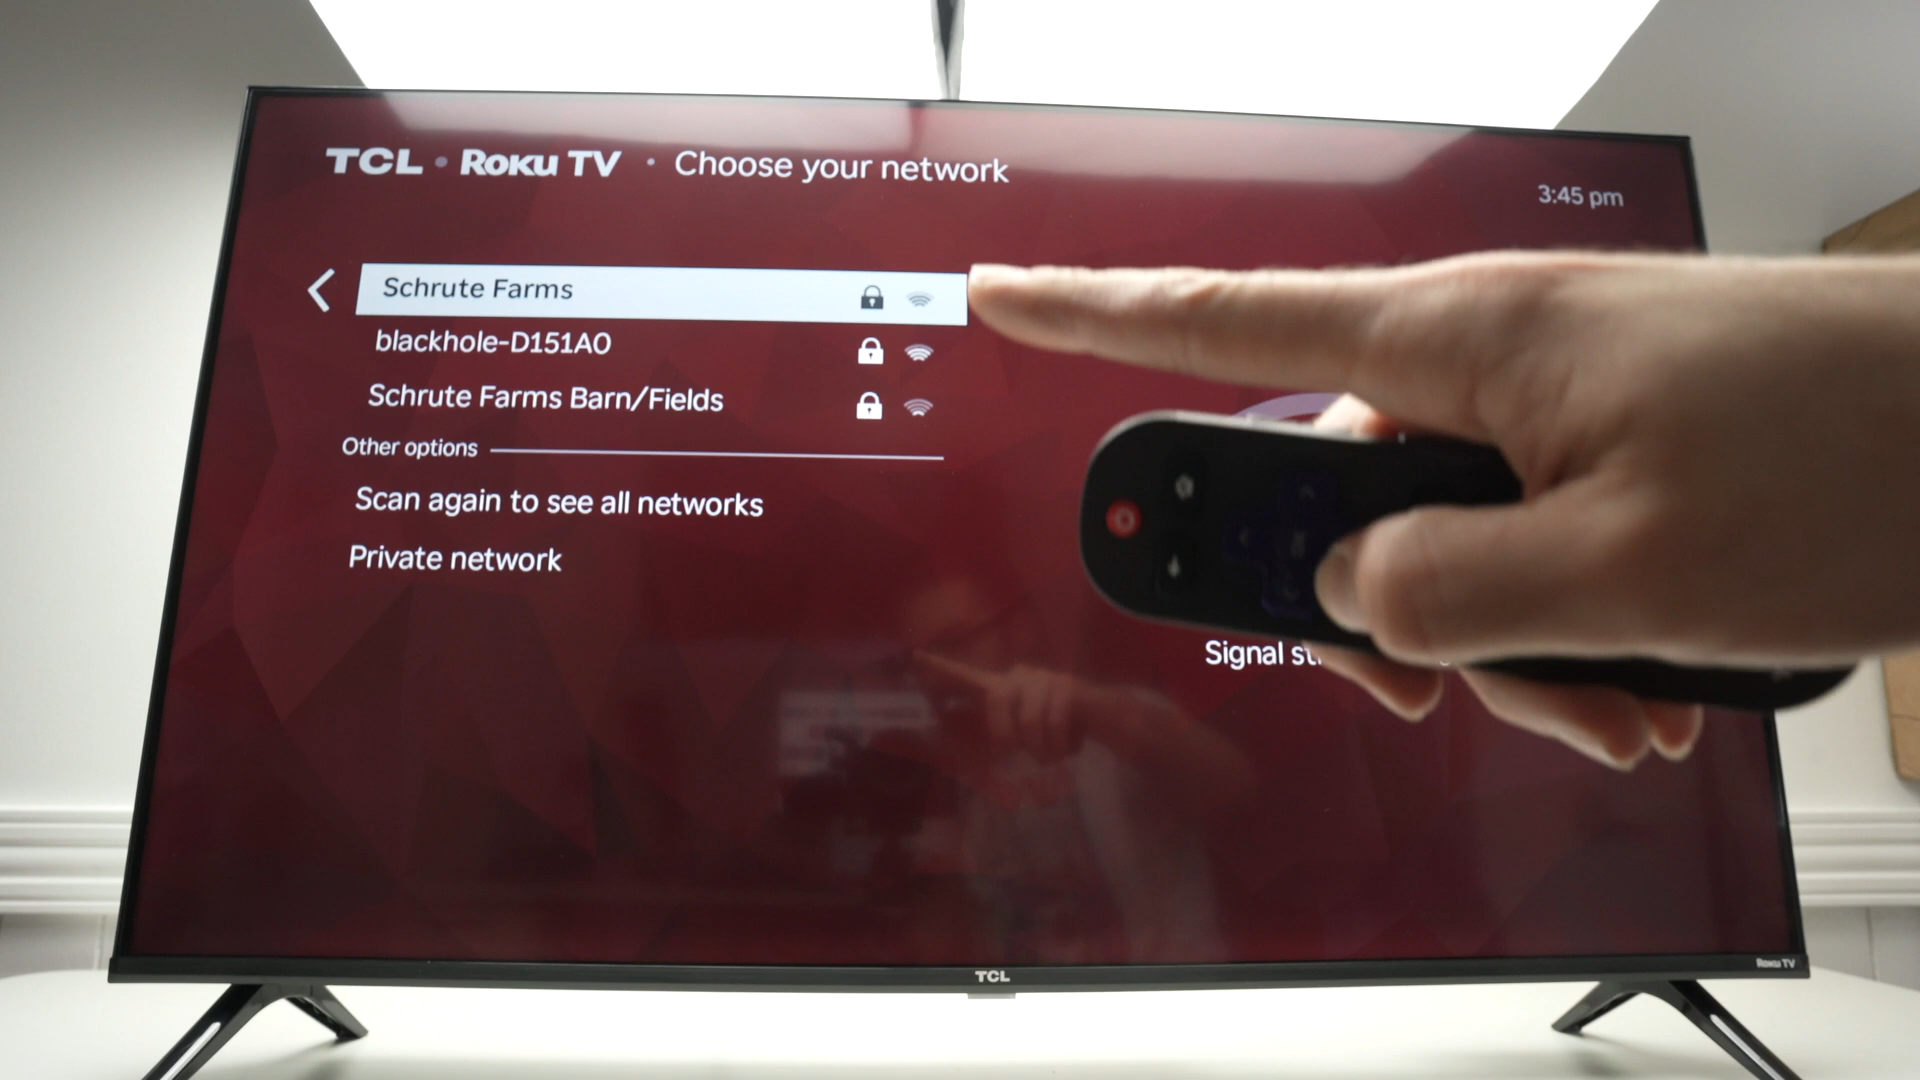 TCL • Roku TV • Choose your network
3:45 pm
Schrute Farms
blackhole-D151A0
Schrute Farms Barn/Fields
Other options
Scan again to see all networks
Private network
Signal
TCL
Roku TV